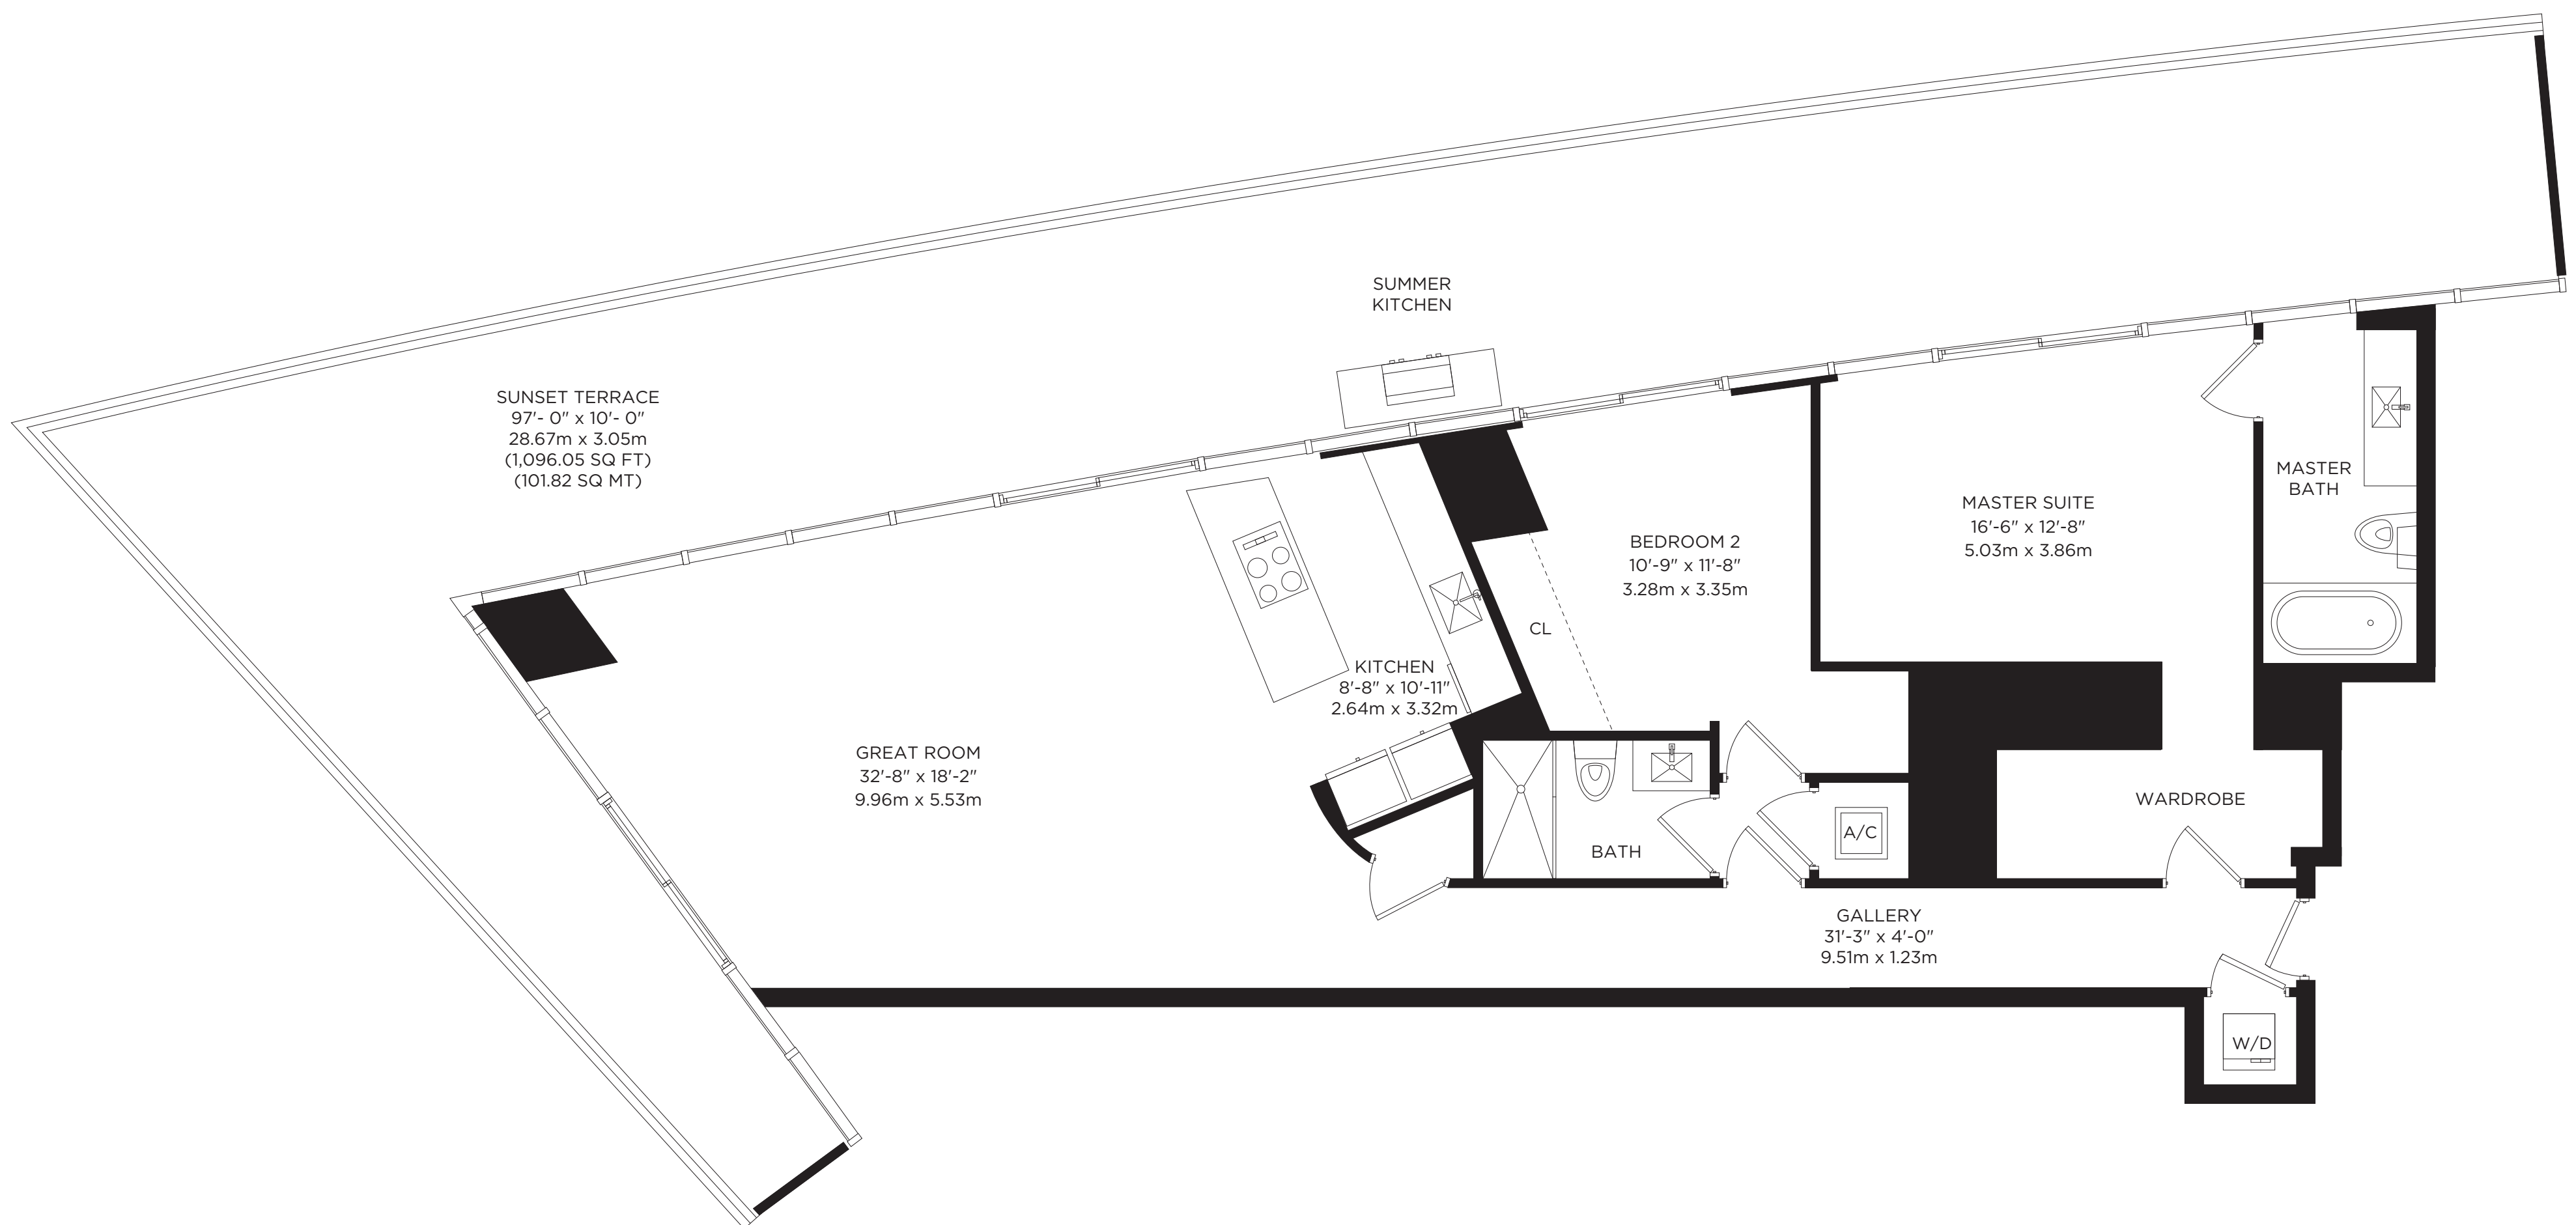 SUMMER
KITCHEN
SUNSET TERRACE
97'- 0" x 10'- 0"
28.67m x 3.05m
(1,096.05 SQ FT)
(101.82 SQ MT)
MASTER
BATH
MASTER SUITE
16'-6" x 12'-8"
5.03m x 3.86m
BEDROOM 2
10'-9" x 11'-8"
3.28m x 3.35m
CL
KITCHEN
8'-8" x 10'-11"
2.64m x 3.32m
GREAT ROOM
32'-8" x 18'-2"
9.96m x 5.53m
WARDROBE
A/C
BATH
GALLERY
31'-3" x 4'-0"
9.51m x 1.23m
W/D